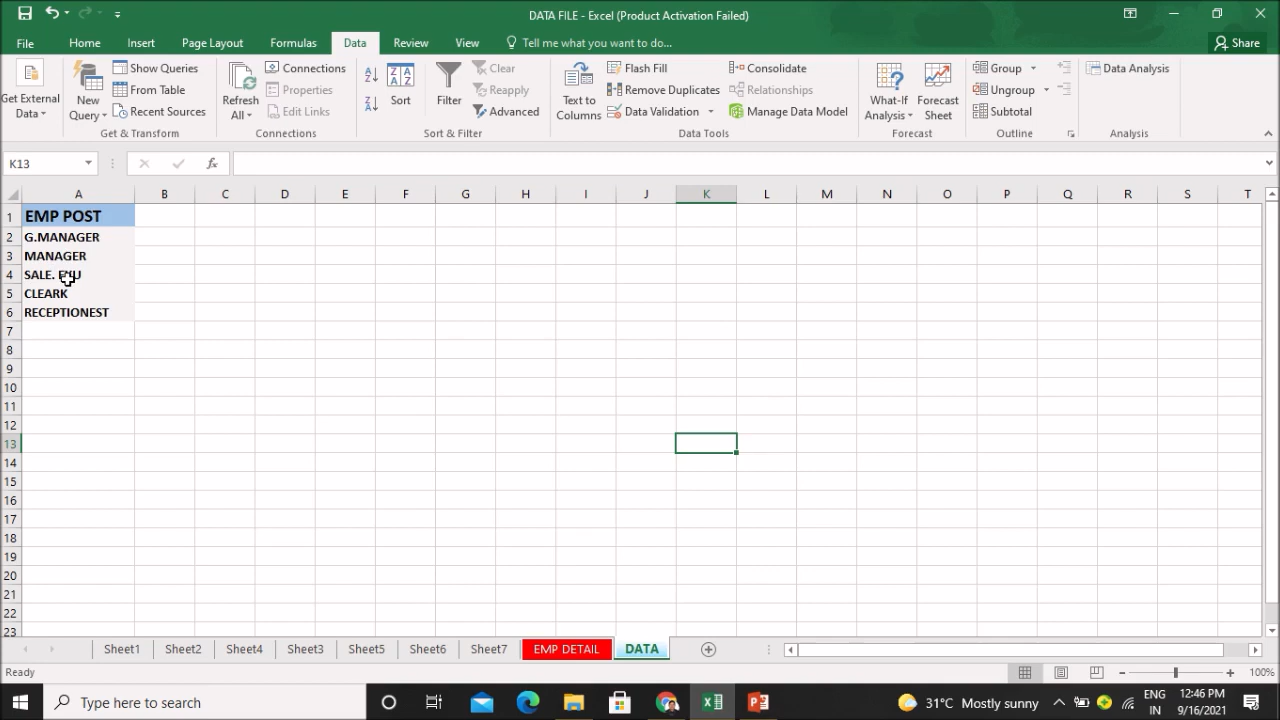 DATA FILE - Excel (Product Activation Failed)
File Home Insert Page Layout Formulas Data Review View Tell me what you want to do... Share
Get External Data
New Query
Show Queries
From Table
Recent Sources
Get & Transform
Refresh All
Connections
Properties
Edit Links
Connections
Sort
Filter
Clear
Reapply
Advanced
Sort & Filter
Text to Columns
Flash Fill
Remove Duplicates
Data Validation
Consolidate
Relationships
Manage Data Model
Data Tools
What-If Analysis
Forecast Sheet
Forecast
Group
Ungroup
Subtotal
Outline
Data Analysis
Analysis
K13 fx
A B C D E F G H I J K L M N O P Q R S T
1 EMP POST
2 G.MANAGER
3 MANAGER
4 SALE.
5 CLEARK
6 RECEPTIONEST
7
8
9
10
11
12
13
14
15
16
17
18
19
20
21
22
23
Sheet1 Sheet2 Sheet4 Sheet3 Sheet5 Sheet6 Sheet7 EMP DETAIL DATA
Ready 100%
Type here to search 31°C Mostly sunny ENG IN 12:46 PM 9/16/2021